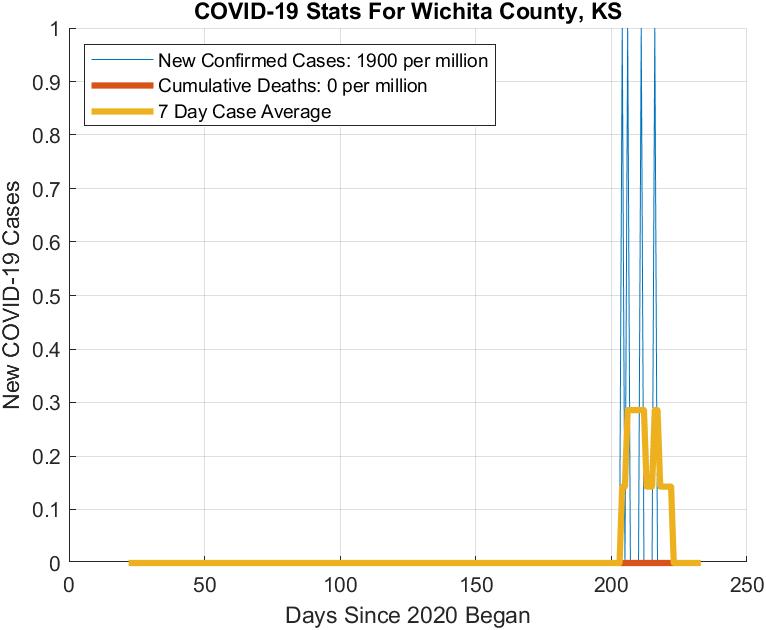 COVID-19 Stats For Wichita County, KS
New Confirmed Cases: 1900 per million
Cumulative Deaths: 0 per million
7 Day Case Average
New COVID-19 Cases
1
0.9
0.8
0.7
0.6
0.5
0.4
0.3
0.2
0.1
0
0 50 100 150 200 250
Days Since 2020 Began